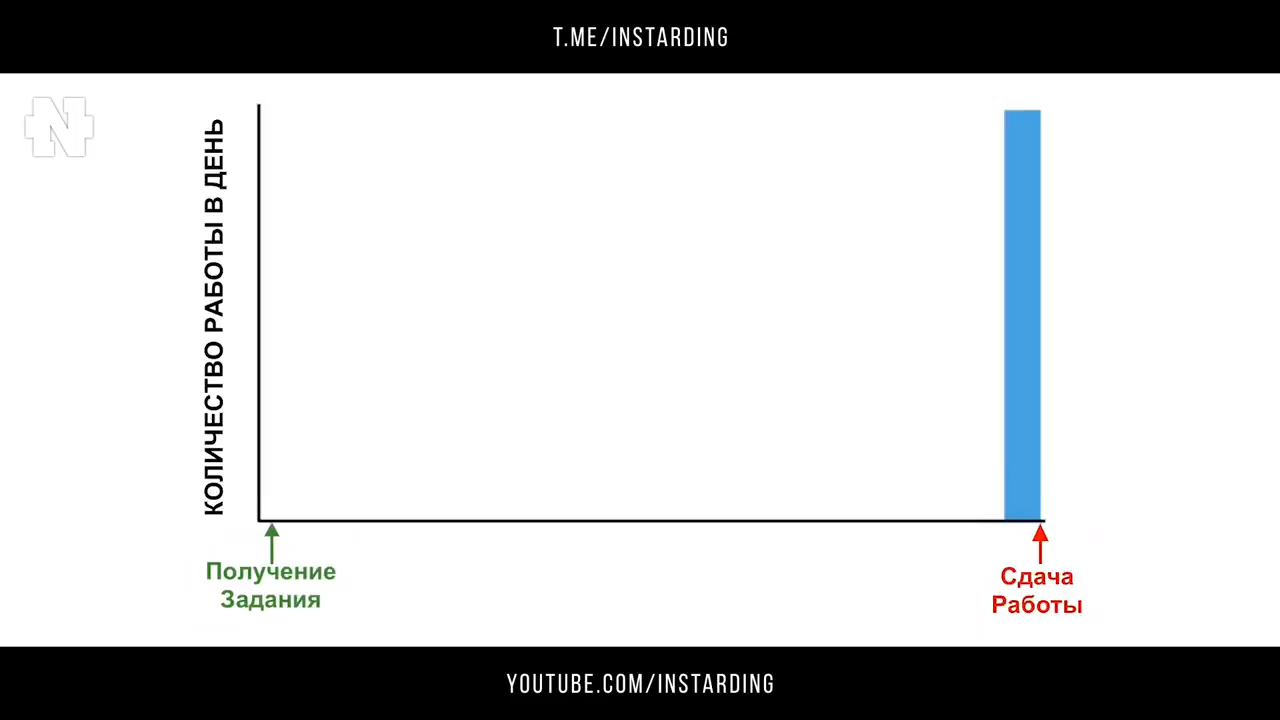 T.ME/INSTARDING
N
КОЛИЧЕСТВО РАБОТЫ В ДЕНЬ
Получение
Задания
Сдача
Работы
YOUTUBE.COM/INSTARDING